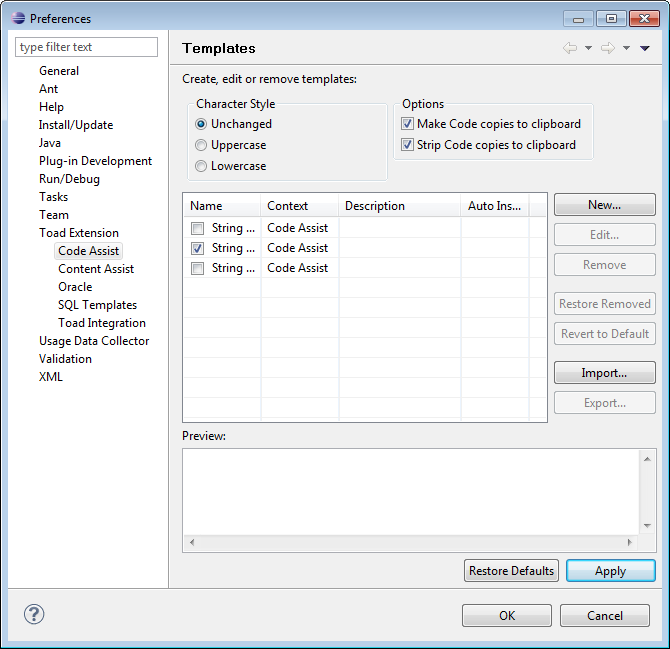 Preferences
type filter text
General
Ant
Help
Install/Update
Java
Plug-in Development
Run/Debug
Tasks
Team
Toad Extension
Code Assist
Content Assist
Oracle
SQL Templates
Toad Integration
Usage Data Collector
Validation
XML
Templates
Create, edit or remove templates:
Character Style
Unchanged
Uppercase
Lowercase
Options
Make Code copies to clipboard
Strip Code copies to clipboard
Name Context Description Auto Ins...
String ... Code Assist
String ... Code Assist
String ... Code Assist
New...
Edit...
Remove
Restore Removed
Revert to Default
Import...
Export...
Preview:
Restore Defaults Apply
? OK Cancel